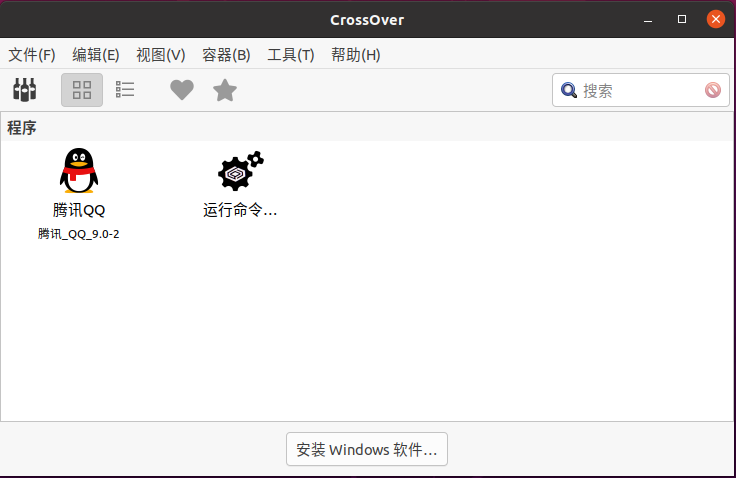 CrossOver
文件(F) 编辑(E) 视图(V) 容器(B) 工具(T) 帮助(H)
搜索
程序
腾讯QQ 运行命令...
腾讯_QQ_9.0-2
安装 Windows 软件...